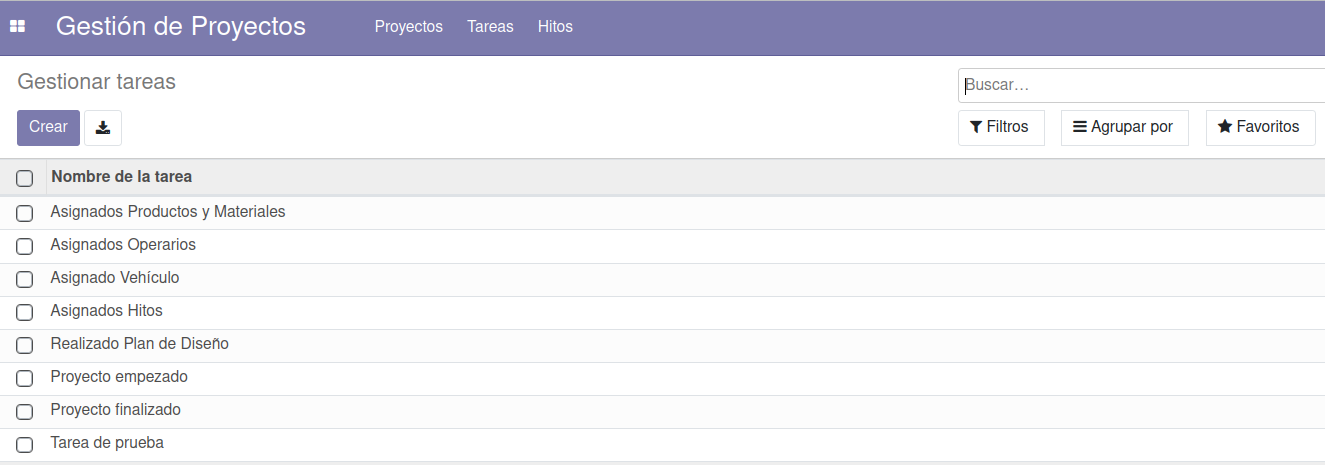 Gestión de Proyectos Proyectos Tareas Hitos
Gestionar tareas
Buscar...
Crear Filtros Agrupar por Favoritos
Nombre de la tarea
Asignados Productos y Materiales
Asignados Operarios
Asignado Vehículo
Asignados Hitos
Realizado Plan de Diseño
Proyecto empezado
Proyecto finalizado
Tarea de prueba